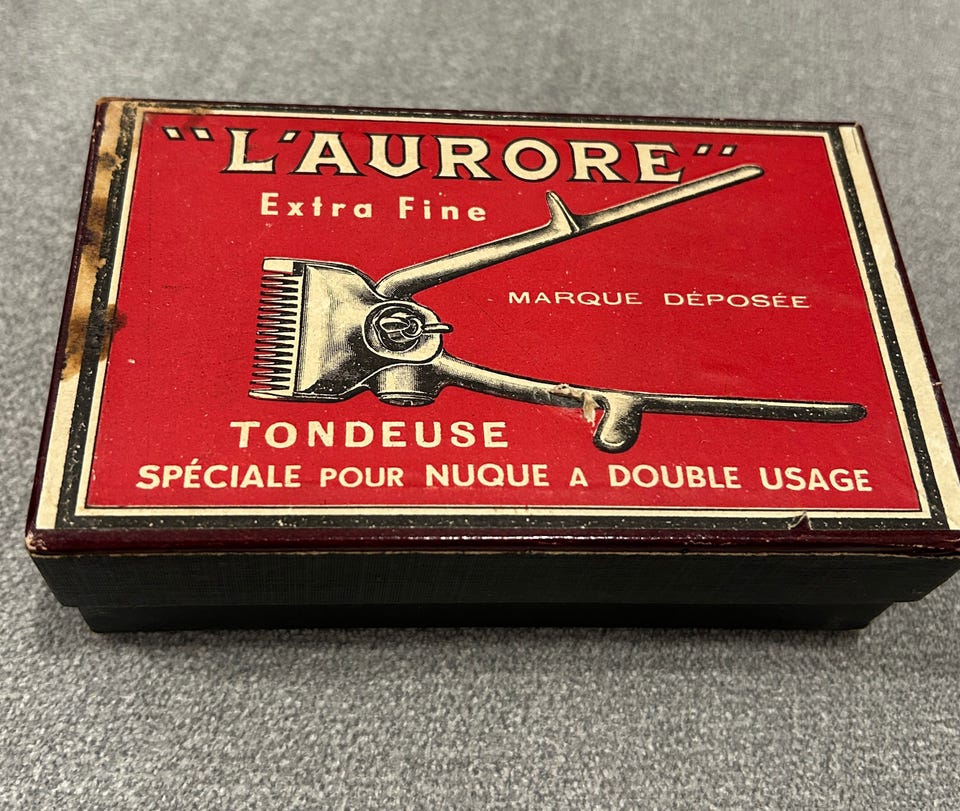 "L'AURORE"
Extra Fine
MARQUE DÉPOSÉE
TONDEUSE
SPÉCIALE POUR NUQUE A DOUBLE USAGE